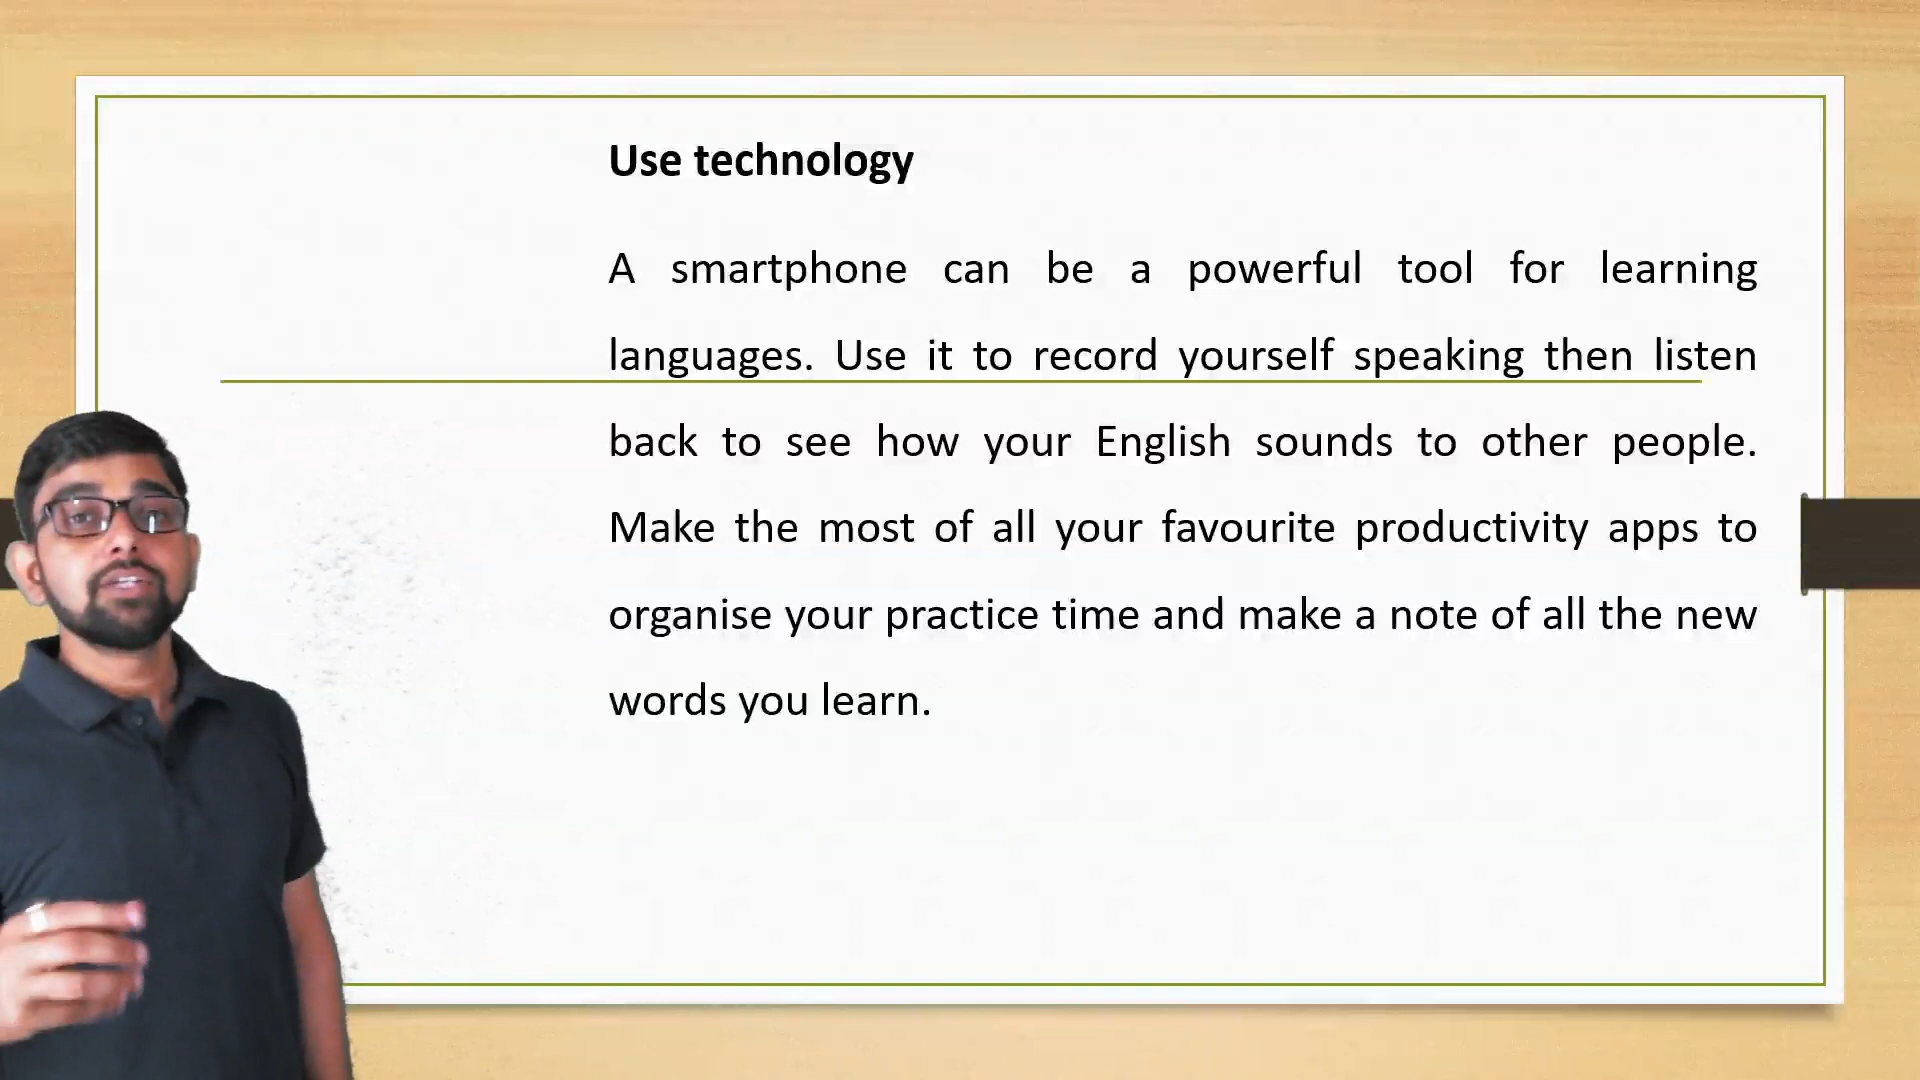 Use technology
A smartphone can be a powerful tool for learning
languages. Use it to record yourself speaking then listen
back to see how your English sounds to other people.
Make the most of all your favourite productivity apps to
organise your practice time and make a note of all the new
words you learn.